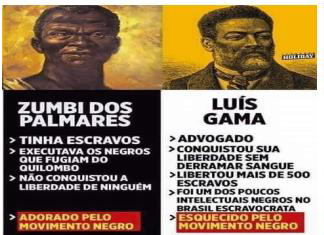 HOLIDAY
ZUMBI DOS
PALMARES
> TINHA ESCRAVOS
> EXECUTAVA OS NEGROS
QUE FUGIAM DO
QUILOMBO
> NÃO CONQUISTOU A
LIBERDADE DE NINGUÉM
> ADORADO PELO
MOVIMENTO NEGRO
LUÍS
GAMA
> ADVOGADO
> CONQUISTOU SUA
LIBERDADE SEM
DERRAMAR SANGUE
> LIBERTOU MAIS DE 500
ESCRAVOS
> FOI UM DOS POUCOS
INTELECTUAIS NEGROS NO
BRASIL ESCRAVOCRATA
> ESQUECIDO PELO
MOVIMENTO NEGRO